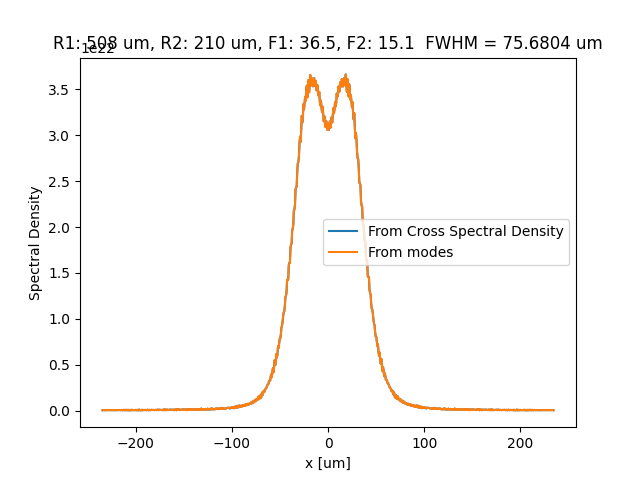 R1: 508 um, R2: 210 um, F1: 36.5, F2: 15.1  FWHM = 75.6804 um
1e22
3.5
3.0
2.5
2.0
1.5
1.0
0.5
0.0
Spectral Density
From Cross Spectral Density
From modes
−200 −100 0 100 200
x [um]